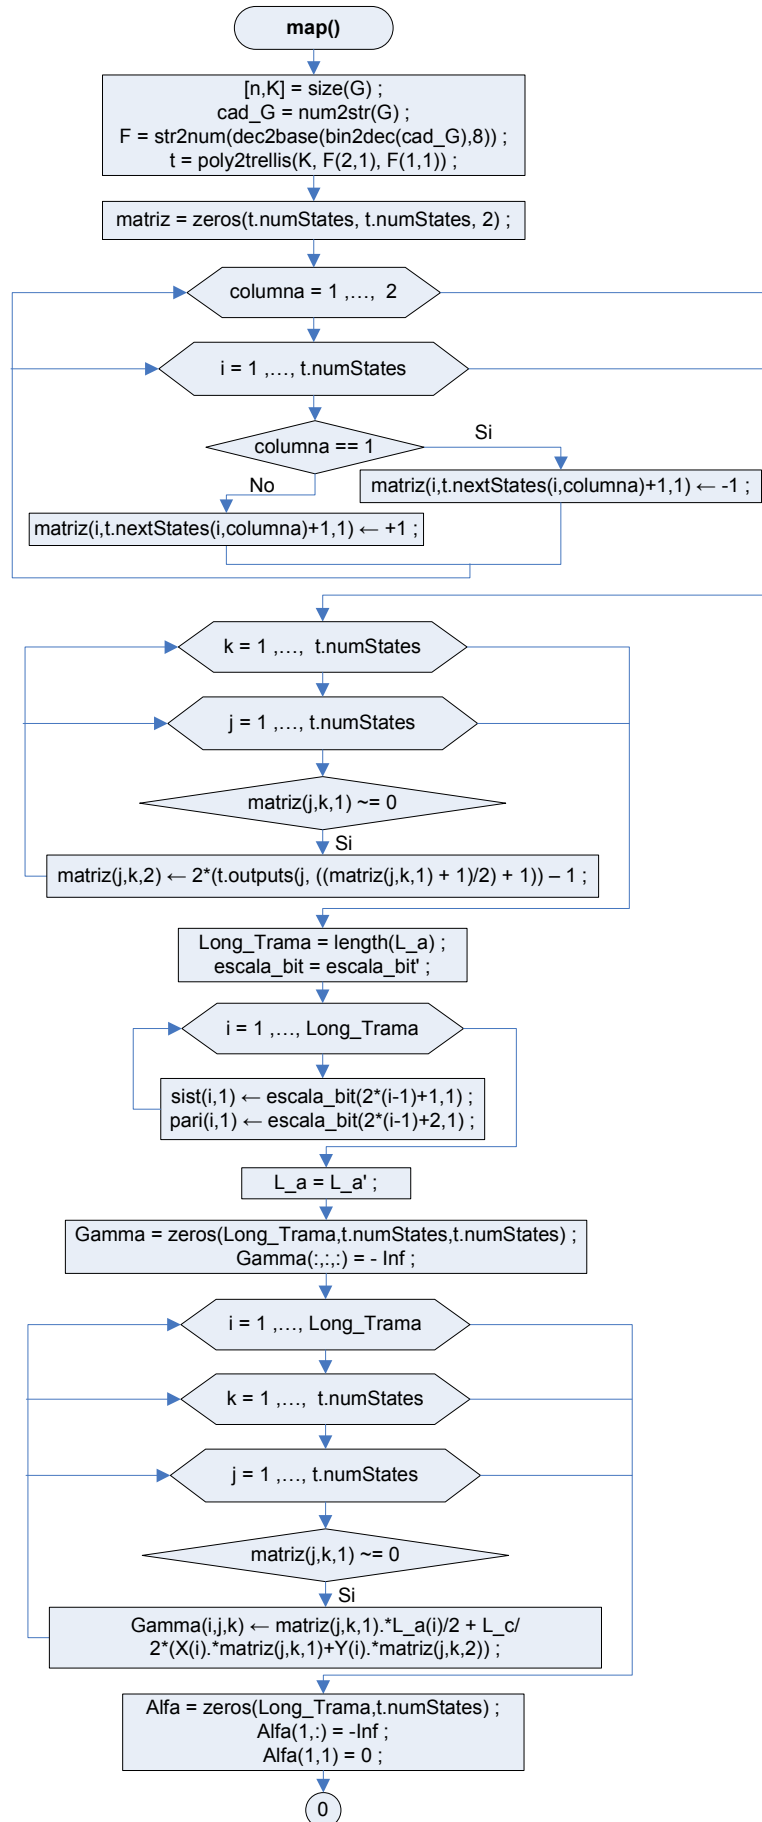 map()
[n,K] = size(G) ;
cad_G = num2str(G) ;
F = str2num(dec2base(bin2dec(cad_G),8)) ;
t = poly2trellis(K, F(2,1), F(1,1)) ;
matriz = zeros(t.numStates, t.numStates, 2) ;
columna = 1 ,…, 2
i = 1 ,…, t.numStates
columna == 1
Si
No
matriz(i,t.nextStates(i,columna)+1,1) ← -1 ;
matriz(i,t.nextStates(i,columna)+1,1) ← +1 ;
k = 1 ,…, t.numStates
j = 1 ,…, t.numStates
matriz(j,k,1) ~= 0
Si
matriz(j,k,2) ← 2*(t.outputs(j, ((matriz(j,k,1) + 1)/2) + 1)) – 1 ;
Long_Trama = length(L_a) ;
escala_bit = escala_bit' ;
i = 1 ,…, Long_Trama
sist(i,1) ← escala_bit(2*(i-1)+1,1) ;
pari(i,1) ← escala_bit(2*(i-1)+2,1) ;
L_a = L_a' ;
Gamma = zeros(Long_Trama,t.numStates,t.numStates) ;
Gamma(:,:,:) = - Inf ;
i = 1 ,…, Long_Trama
k = 1 ,…, t.numStates
j = 1 ,…, t.numStates
matriz(j,k,1) ~= 0
Si
Gamma(i,j,k) ← matriz(j,k,1).*L_a(i)/2 + L_c/
2*(X(i).*matriz(j,k,1)+Y(i).*matriz(j,k,2)) ;
Alfa = zeros(Long_Trama,t.numStates) ;
Alfa(1,:) = -Inf ;
Alfa(1,1) = 0 ;
0